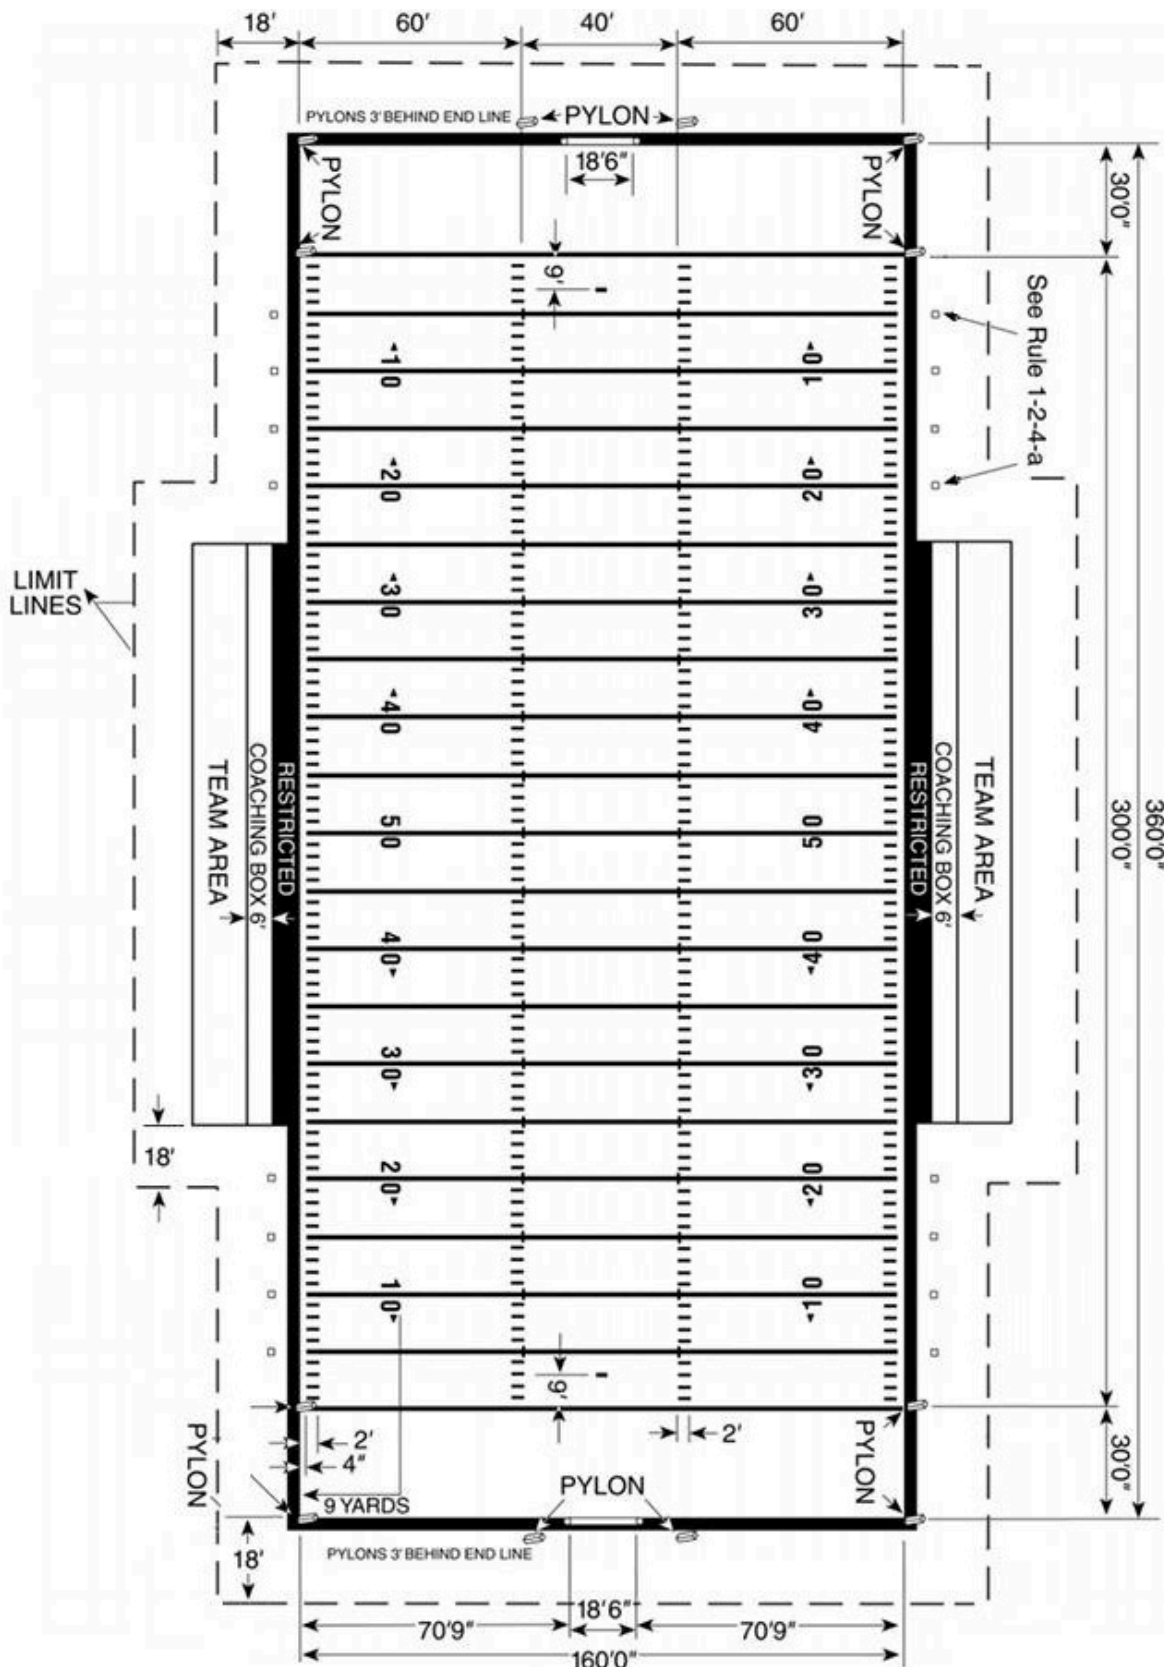 18' 60' 40' 60'
PYLONS 3' BEHIND END LINE PYLON
18'6"
PYLON PYLON
30'0"
9'
See Rule 1-2-4-a
10 10
20 20
LIMIT
LINES
30 30
40 40
TEAM AREA
COACHING BOX 6'
RESTRICTED
50 50
RESTRICTED
COACHING BOX 6'
TEAM AREA
300'0"
360'0"
40 40
30 30
18'
20 20
10 10
9'
PYLON
2' 2'
4"
9 YARDS
PYLON
PYLON
30'0"
18'
PYLONS 3' BEHIND END LINE
18'6"
70'9" 70'9"
160'0"